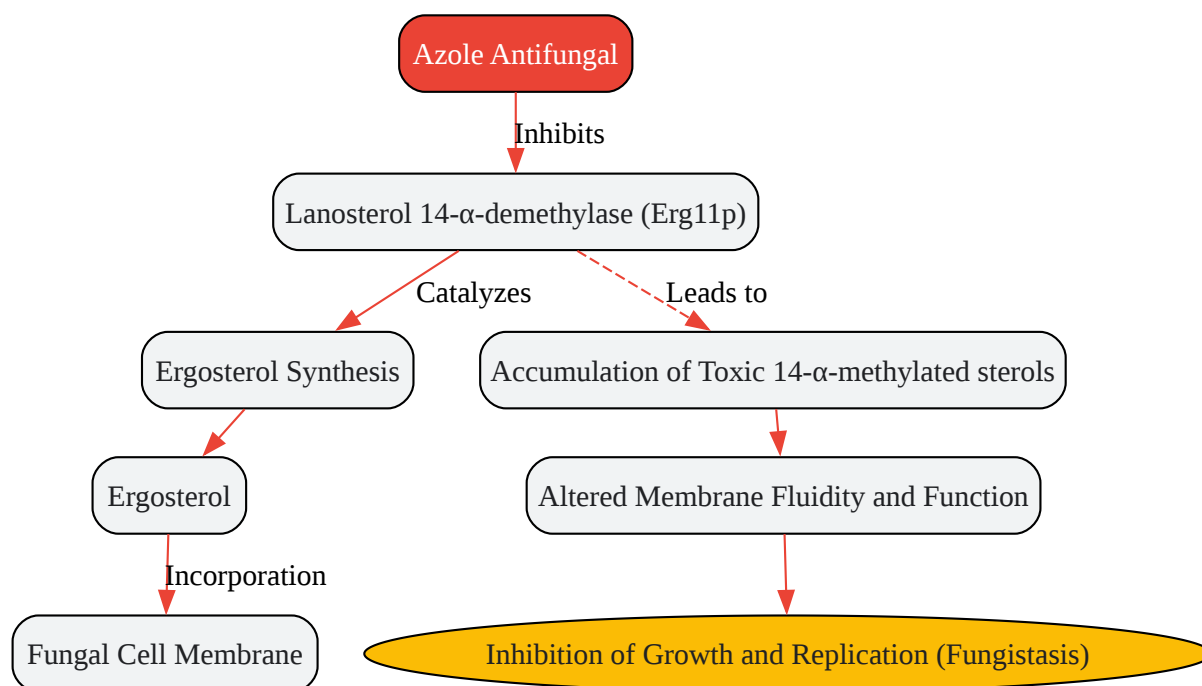 Azole Antifungal
Inhibits
Lanosterol 14-α-demethylase (Erg11p)
Catalyzes
Leads to
Ergosterol Synthesis
Accumulation of Toxic 14-α-methylated sterols
Ergosterol
Altered Membrane Fluidity and Function
Incorporation
Fungal Cell Membrane
Inhibition of Growth and Replication (Fungistasis)